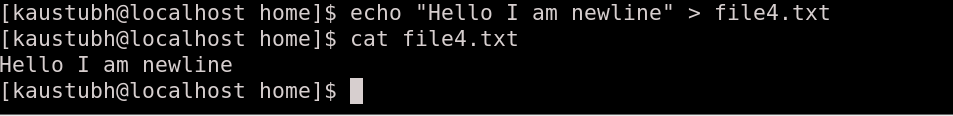 [kaustubh@localhost home]$ echo "Hello I am newline" > file4.txt
[kaustubh@localhost home]$ cat file4.txt
Hello I am newline
[kaustubh@localhost home]$